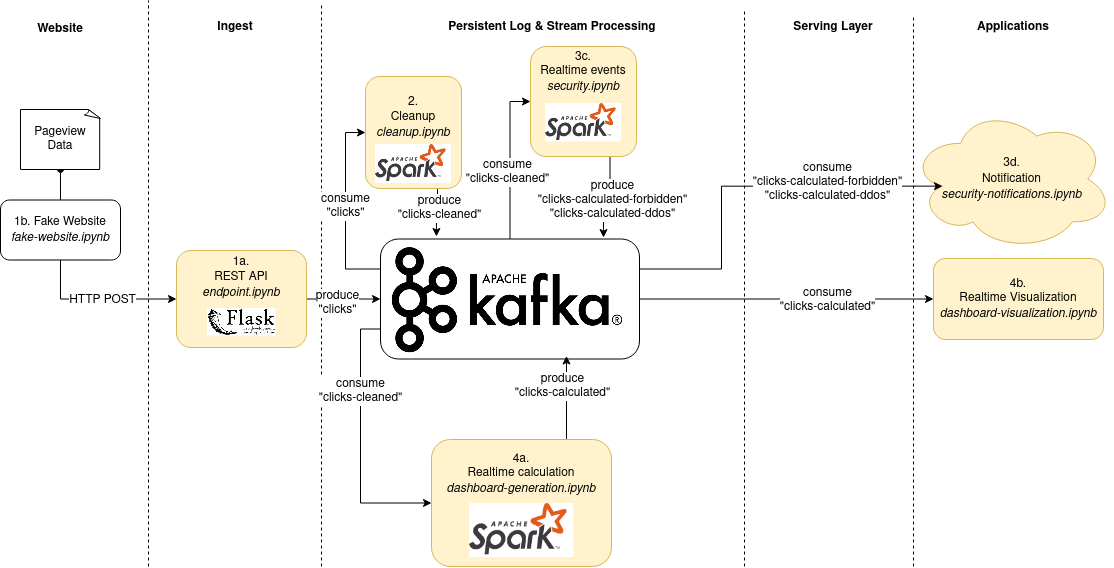 Website
Ingest
Persistent Log & Stream Processing
Serving Layer
Applications
Pageview
Data
1b. Fake Website
fake-website.ipynb
HTTP POST
1a.
REST API
endpoint.ipynb
Flask
produce
"clicks"
consume
"clicks"
2.
Cleanup
cleanup.ipynb
APACHE
Spark
produce
"clicks-cleaned"
consume
"clicks-cleaned"
3c.
Realtime events
security.ipynb
APACHE
Spark
produce
"clicks-calculated-forbidden"
"clicks-calculated-ddos"
APACHE
kafka®
consume
"clicks-cleaned"
produce
"clicks-calculated"
4a.
Realtime calculation
dashboard-generation.ipynb
APACHE
Spark
consume
"clicks-calculated-forbidden"
"clicks-calculated-ddos"
consume
"clicks-calculated"
3d.
Notification
security-notifications.ipynb
4b.
Realtime Visualization
dashboard-visualization.ipynb